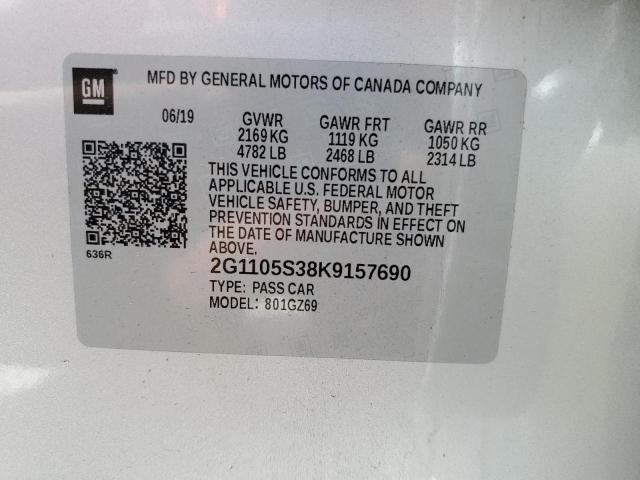 GM
MFD BY GENERAL MOTORS OF CANADA COMPANY
06/19 GVWR GAWR FRT GAWR RR
2169 KG 1119 KG 1050 KG
4782 LB 2468 LB 2314 LB
THIS VEHICLE CONFORMS TO ALL
APPLICABLE U.S. FEDERAL MOTOR
VEHICLE SAFETY, BUMPER, AND THEFT
PREVENTION STANDARDS IN EFFECT ON
THE DATE OF MANUFACTURE SHOWN
ABOVE.
636R
2G1105S38K9157690
TYPE: PASS CAR
MODEL: 801GZ69